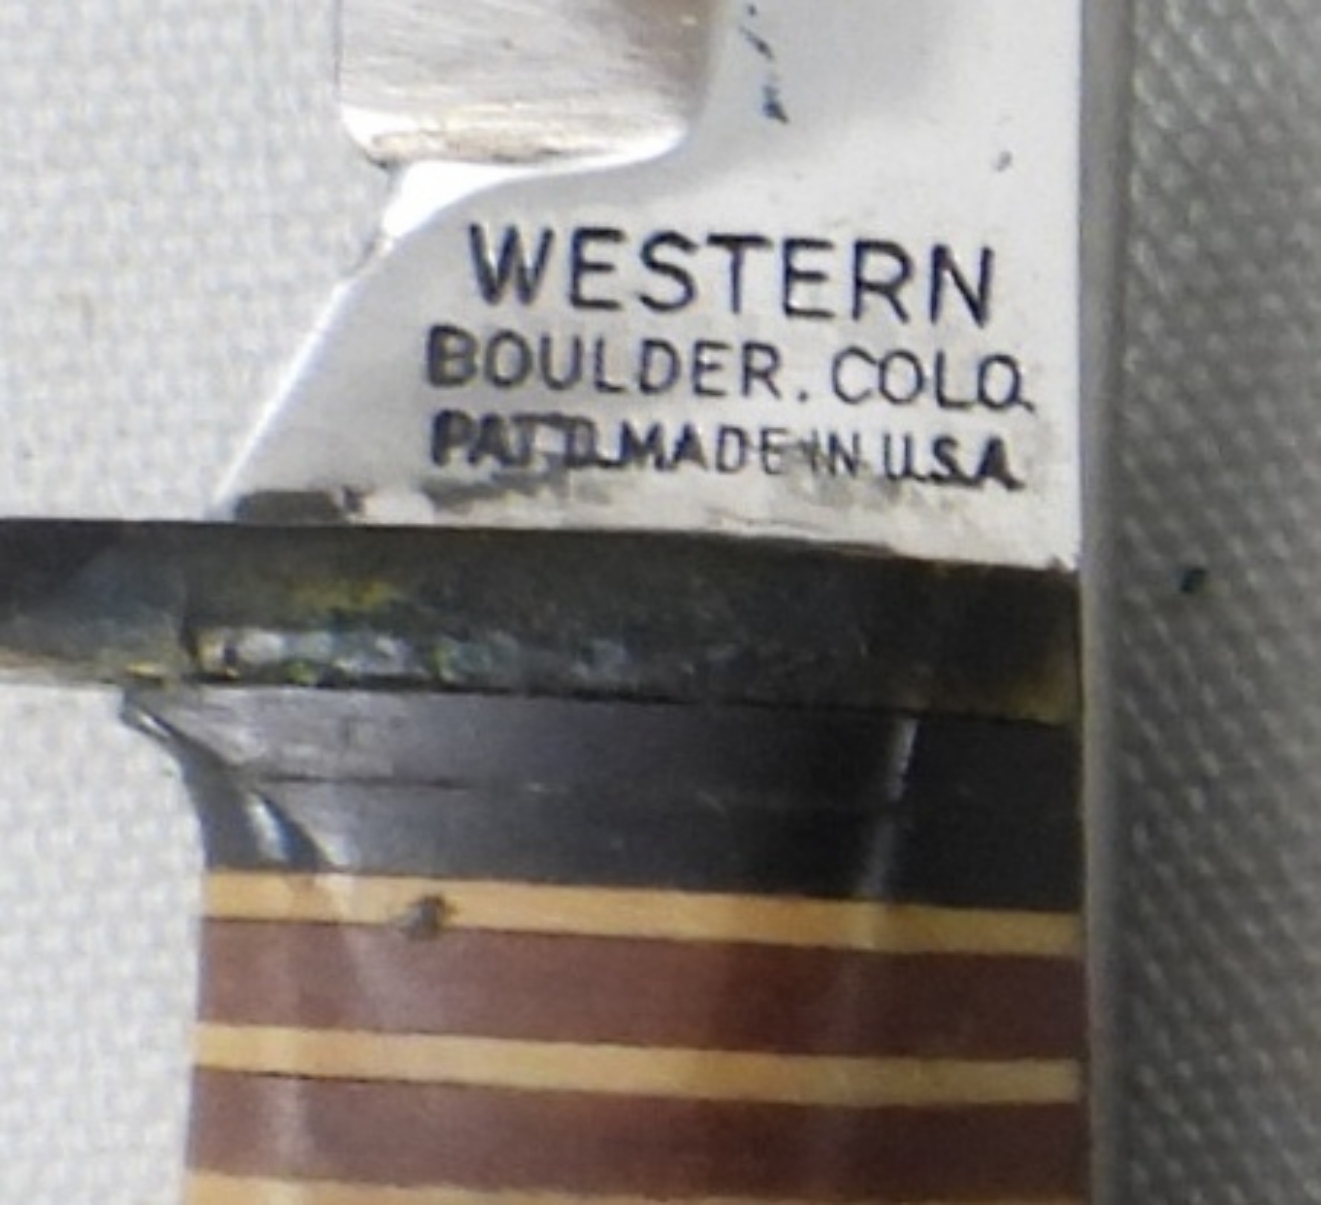 WESTERN
BOULDER. COLO.
PAT'D. MADE IN U.S.A.